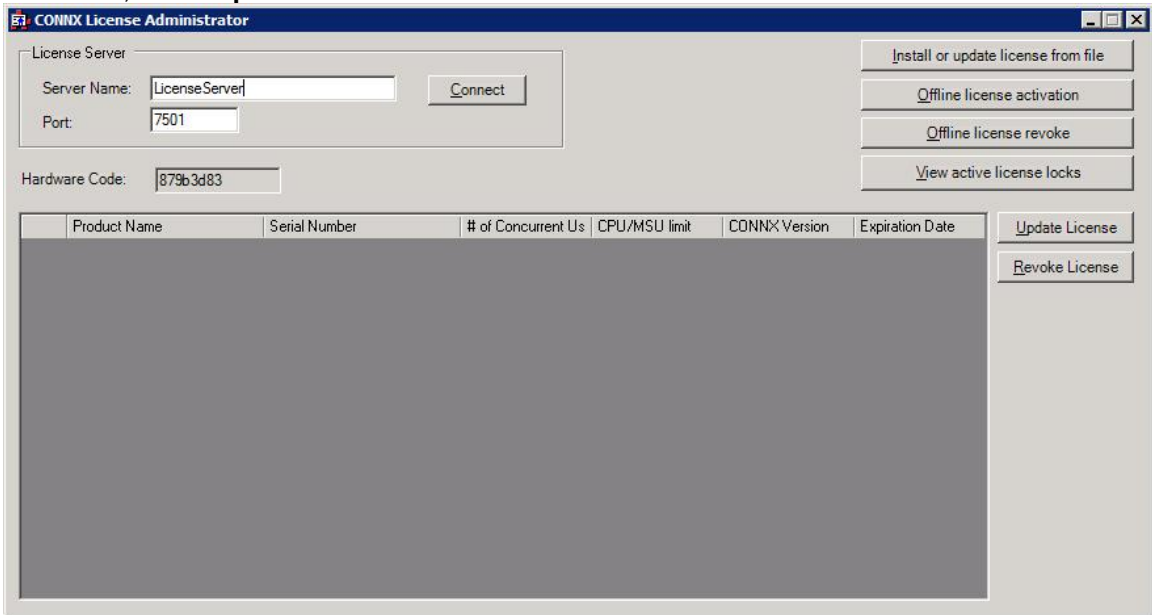 CONNX License Administrator
License Server
Server Name: LicenseServer
Connect
Port: 7501
Hardware Code: 879b3d83
Install or update license from file
Offline license activation
Offline license revoke
View active license locks
Product Name Serial Number # of Concurrent Us CPU/MSU limit CONNX Version Expiration Date
Update License
Revoke License